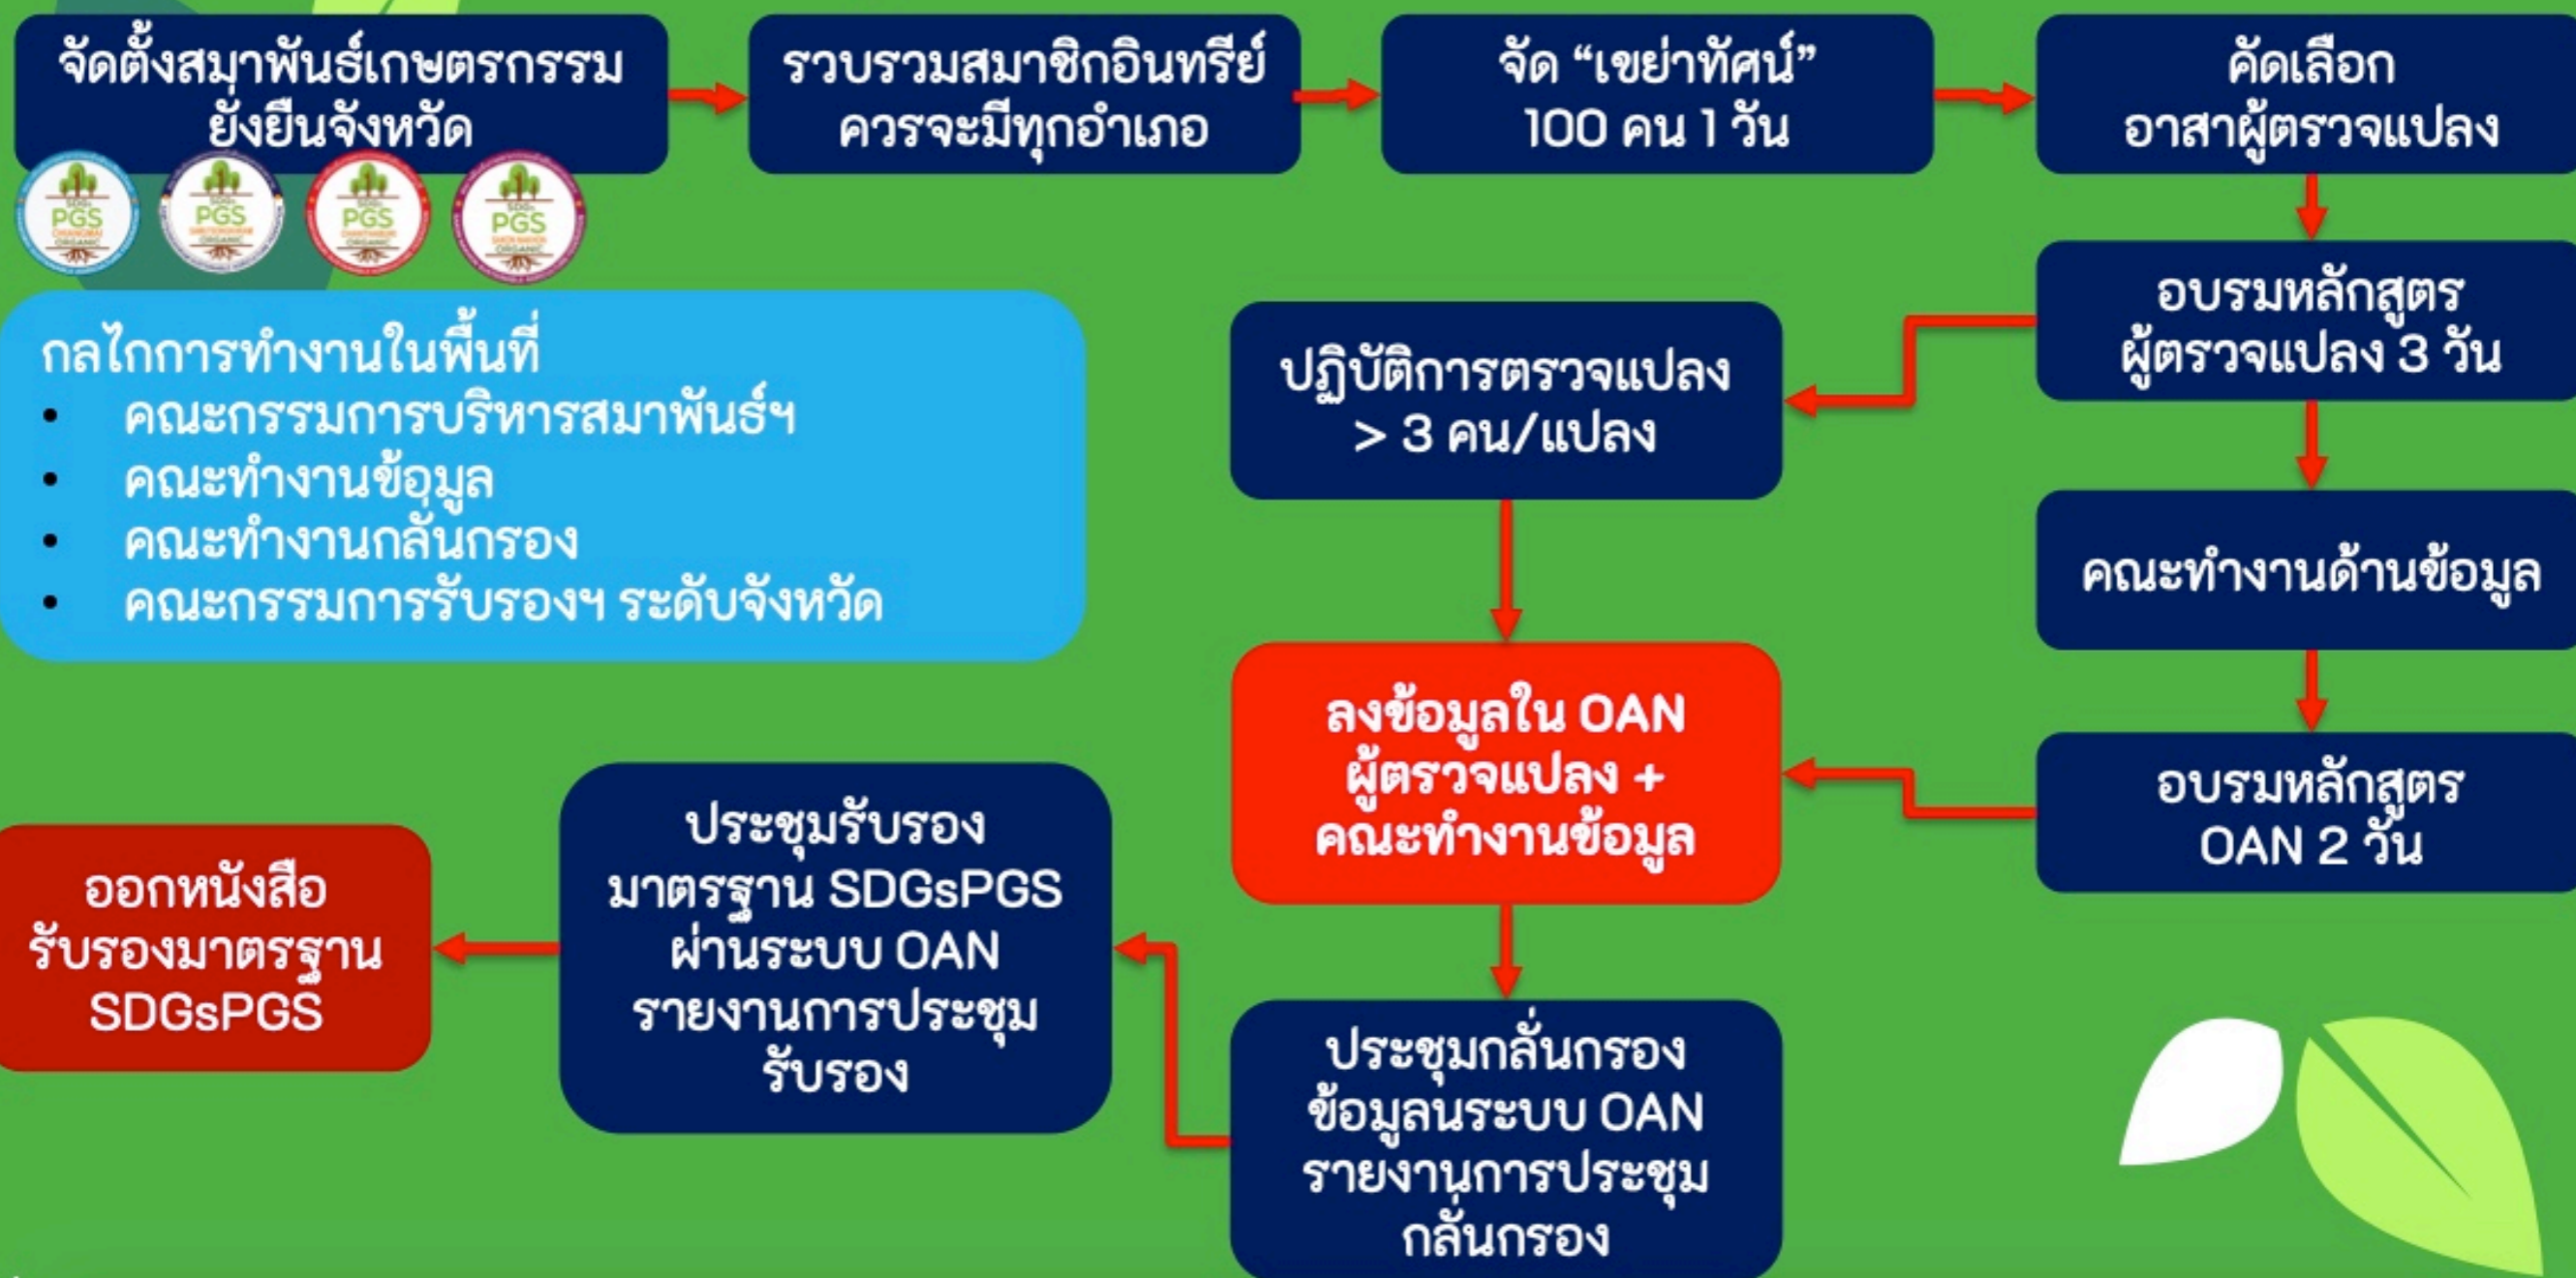 จัดตั้งสมาพันธ์เกษตรกรรม
ยั่งยืนจังหวัด
รวบรวมสมาชิกอินทรีย์
ควรจะมีทุกอำเภอ
จัด “เขย่าทัศน์”
100 คน 1 วัน
คัดเลือก
อาสาผู้ตรวจแปลง
SDGs
PGS
CHIANGMAI
ORGANIC
SDGs
PGS
ORGANIC
SDGs
PGS
CHANTHABURI
ORGANIC
SDGs
PGS
ORGANIC
อบรมหลักสูตร
ผู้ตรวจแปลง 3 วัน
กลไกการทำงานในพื้นที่
• คณะกรรมการบริหารสมาพันธ์ฯ
• คณะทำงานข้อมูล
• คณะทำงานกลั่นกรอง
• คณะกรรมการรับรองฯ ระดับจังหวัด
ปฏิบัติการตรวจแปลง
> 3 คน/แปลง
คณะทำงานด้านข้อมูล
อบรมหลักสูตร
OAN 2 วัน
ลงข้อมูลใน OAN
ผู้ตรวจแปลง +
คณะทำงานข้อมูล
ประชุมกลั่นกรอง
ข้อมูลนระบบ OAN
รายงานการประชุม
กลั่นกรอง
ประชุมรับรอง
มาตรฐาน SDGsPGS
ผ่านระบบ OAN
รายงานการประชุม
รับรอง
ออกหนังสือ
รับรองมาตรฐาน
SDGsPGS